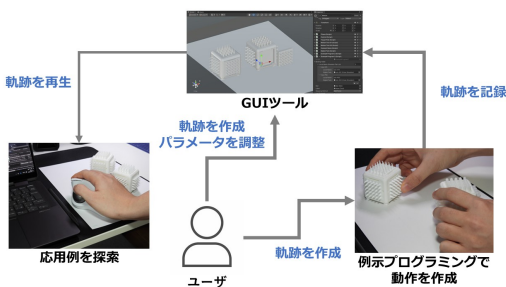 GUIツール
軌跡を再生
軌跡を記録
軌跡を作成
パラメータを調整
応用例を探索
ユーザ
軌跡を作成
例示プログラミングで
動作を作成